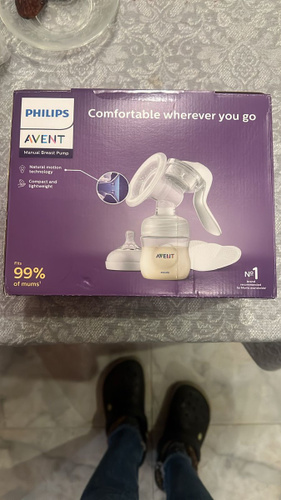 PHILIPS
AVENT
Manual Breast Pump
Comfortable wherever you go
Natural motion
technology
Compact and
lightweight
AVENT
Fits
99%
of mums¹
Nº1